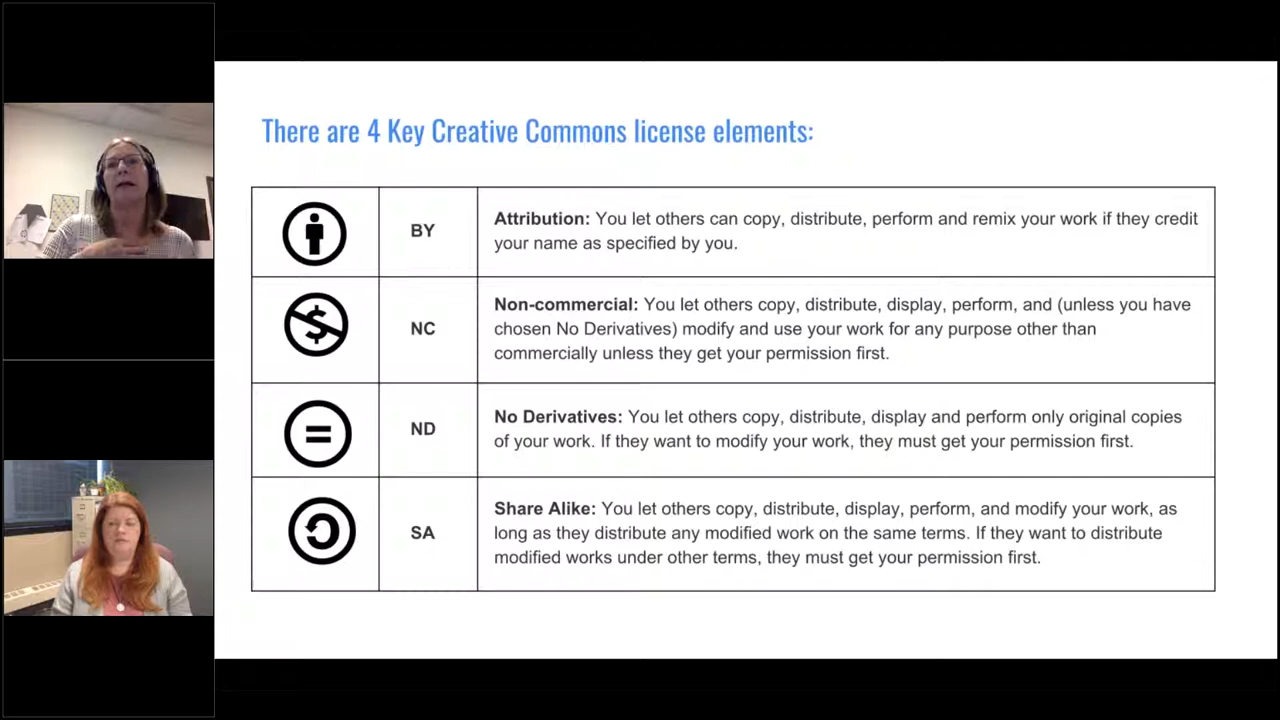 There are 4 Key Creative Commons license elements:
BY
Attribution: You let others can copy, distribute, perform and remix your work if they credit
your name as specified by you.
NC
Non-commercial: You let others copy, distribute, display, perform, and (unless you have
chosen No Derivatives) modify and use your work for any purpose other than
commercially unless they get your permission first.
ND
No Derivatives: You let others copy, distribute, display and perform only original copies
of your work. If they want to modify your work, they must get your permission first.
SA
Share Alike: You let others copy, distribute, display, perform, and modify your work, as
long as they distribute any modified work on the same terms. If they want to distribute
modified works under other terms, they must get your permission first.